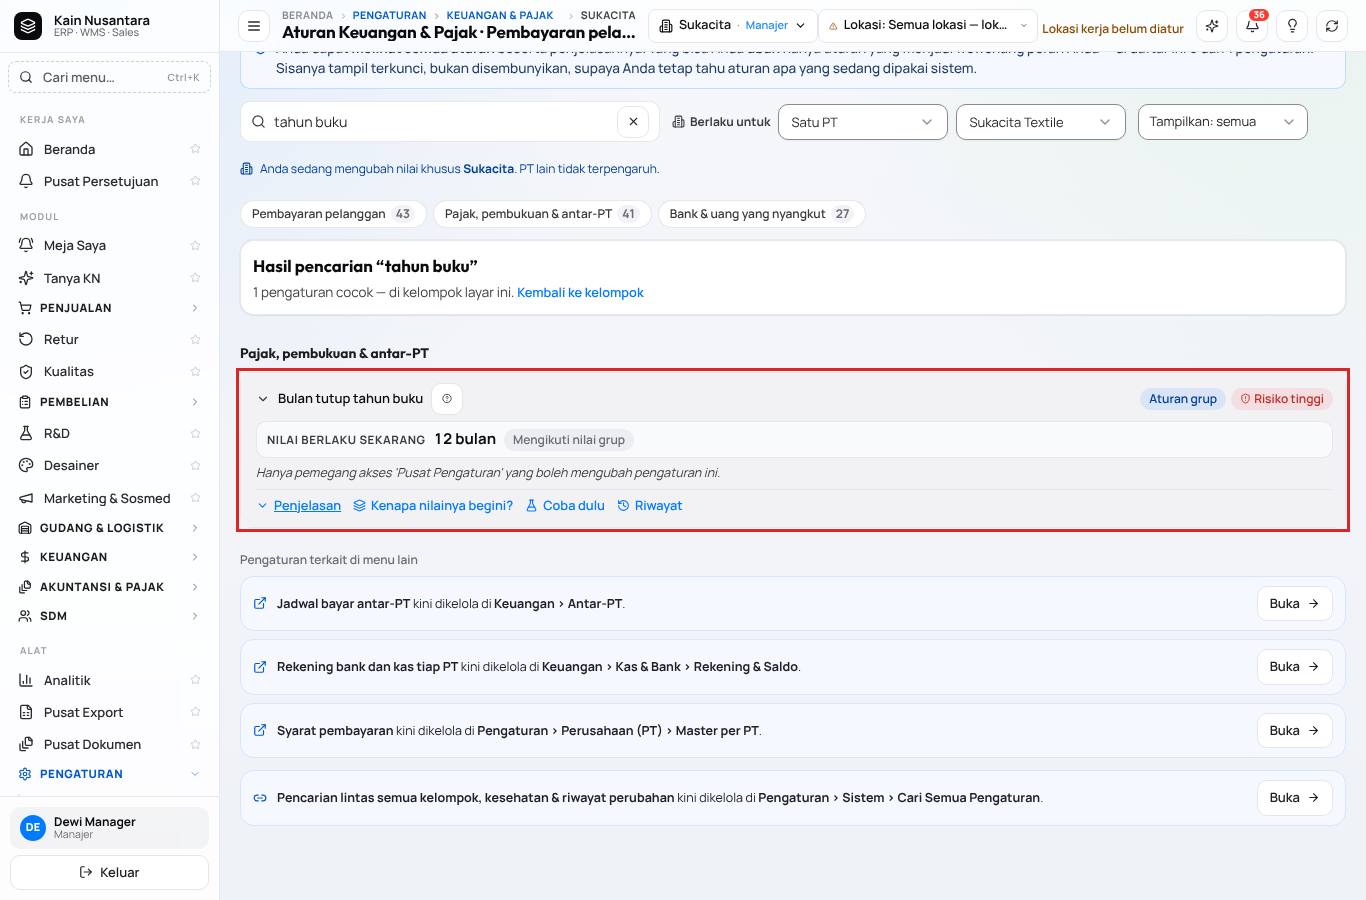 Kain Nusantara
ERP · WMS · Sales
Cari menu... Ctrl+K
KERJA SAYA
Beranda
Pusat Persetujuan
MODUL
Meja Saya
Tanya KN
PENJUALAN
Retur
Kualitas
PEMBELIAN
R&D
Desainer
Marketing & Sosmed
GUDANG & LOGISTIK
KEUANGAN
AKUNTANSI & PAJAK
SDM
ALAT
Analitik
Pusat Export
Pusat Dokumen
PENGATURAN
DE Dewi Manager
Manajer
Keluar
BERANDA > PENGATURAN > KEUANGAN & PAJAK > SUKACITA
Aturan Keuangan & Pajak · Pembayaran pela...
Sukacita · Manajer
Lokasi: Semua lokasi — lok...
Lokasi kerja belum diatur
36
Sisanya tampil terkunci, bukan disembunyikan, supaya Anda tetap tahu aturan apa yang sedang dipakai sistem.
tahun buku
Berlaku untuk
Satu PT
Sukacita Textile
Tampilkan: semua
Anda sedang mengubah nilai khusus Sukacita. PT lain tidak terpengaruh.
Pembayaran pelanggan 43
Pajak, pembukuan & antar-PT 41
Bank & uang yang nyangkut 27
Hasil pencarian “tahun buku”
1 pengaturan cocok — di kelompok layar ini. Kembali ke kelompok
Pajak, pembukuan & antar-PT
Bulan tutup tahun buku
Aturan grup
Risiko tinggi
NILAI BERLAKU SEKARANG 12 bulan Mengikuti nilai grup
Hanya pemegang akses 'Pusat Pengaturan' yang boleh mengubah pengaturan ini.
Penjelasan
Kenapa nilainya begini?
Coba dulu
Riwayat
Pengaturan terkait di menu lain
Jadwal bayar antar-PT kini dikelola di Keuangan › Antar-PT.
Buka
Rekening bank dan kas tiap PT kini dikelola di Keuangan › Kas & Bank › Rekening & Saldo.
Buka
Syarat pembayaran kini dikelola di Pengaturan › Perusahaan (PT) › Master per PT.
Buka
Pencarian lintas semua kelompok, kesehatan & riwayat perubahan kini dikelola di Pengaturan › Sistem › Cari Semua Pengaturan.
Buka